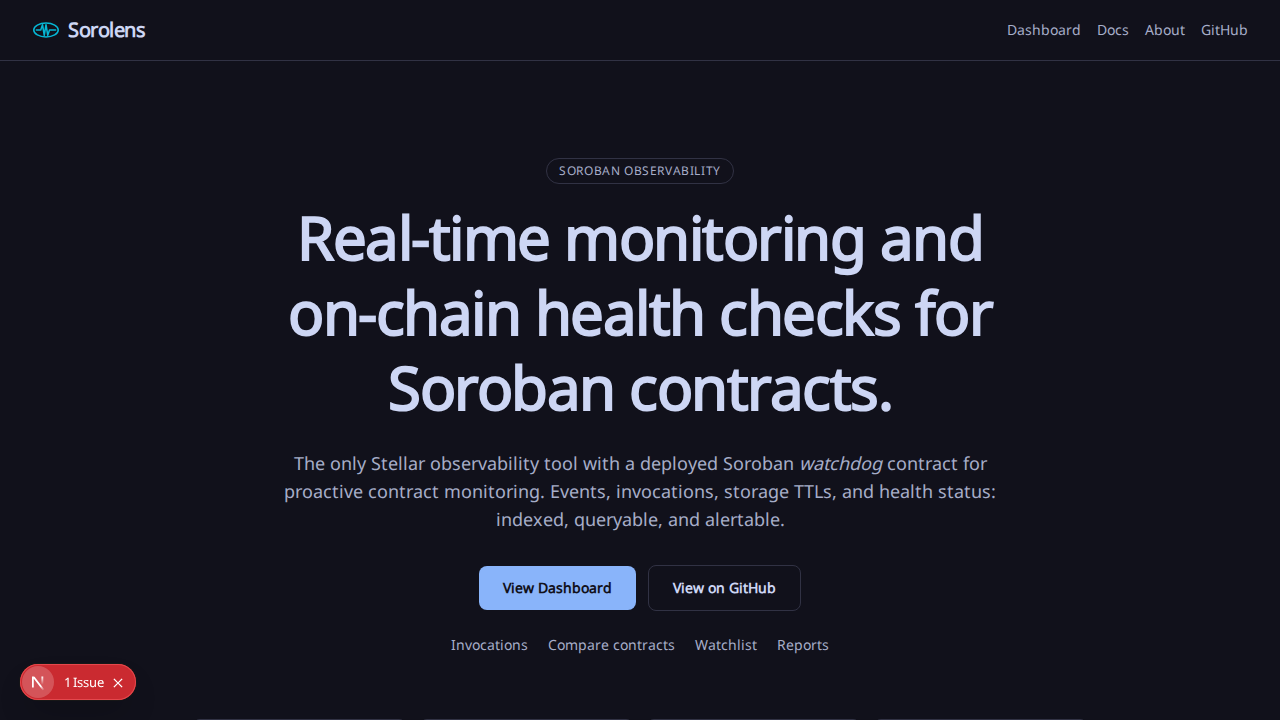 Sorolens
Dashboard Docs About GitHub
SOROBAN OBSERVABILITY
Real-time monitoring and
on-chain health checks for
Soroban contracts.
The only Stellar observability tool with a deployed Soroban watchdog contract for
proactive contract monitoring. Events, invocations, storage TTLs, and health status:
indexed, queryable, and alertable.
View Dashboard View on GitHub
Invocations Compare contracts Watchlist Reports
N 1 Issue